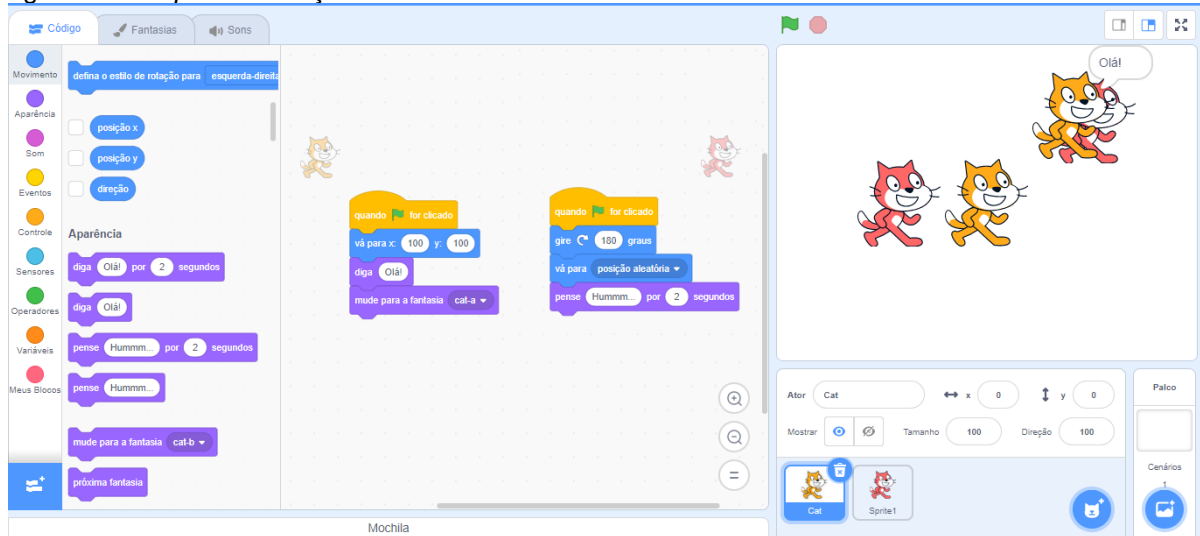 Código
Fantasias
Sons
Movimento
Aparência
Som
Eventos
Controle
Sensores
Operadores
Variáveis
Meus Blocos
defina o estilo de rotação para esquerda-direita
posição x
posição y
direção
Aparência
diga Olá! por 2 segundos
diga Olá!
pense Hummm... por 2 segundos
pense Hummm...
mude para a fantasia cat-b
próxima fantasia
quando for clicado
vá para x: 100 y: 100
diga Olá!
mude para a fantasia cat-a
quando for clicado
gire 180 graus
vá para posição aleatória
pense Hummm... por 2 segundos
Mochila
Olá!
Ator Cat x 0 y 0
Mostrar Tamanho 100 Direção 100
Cat
Sprite1
Palco
Cenários
1